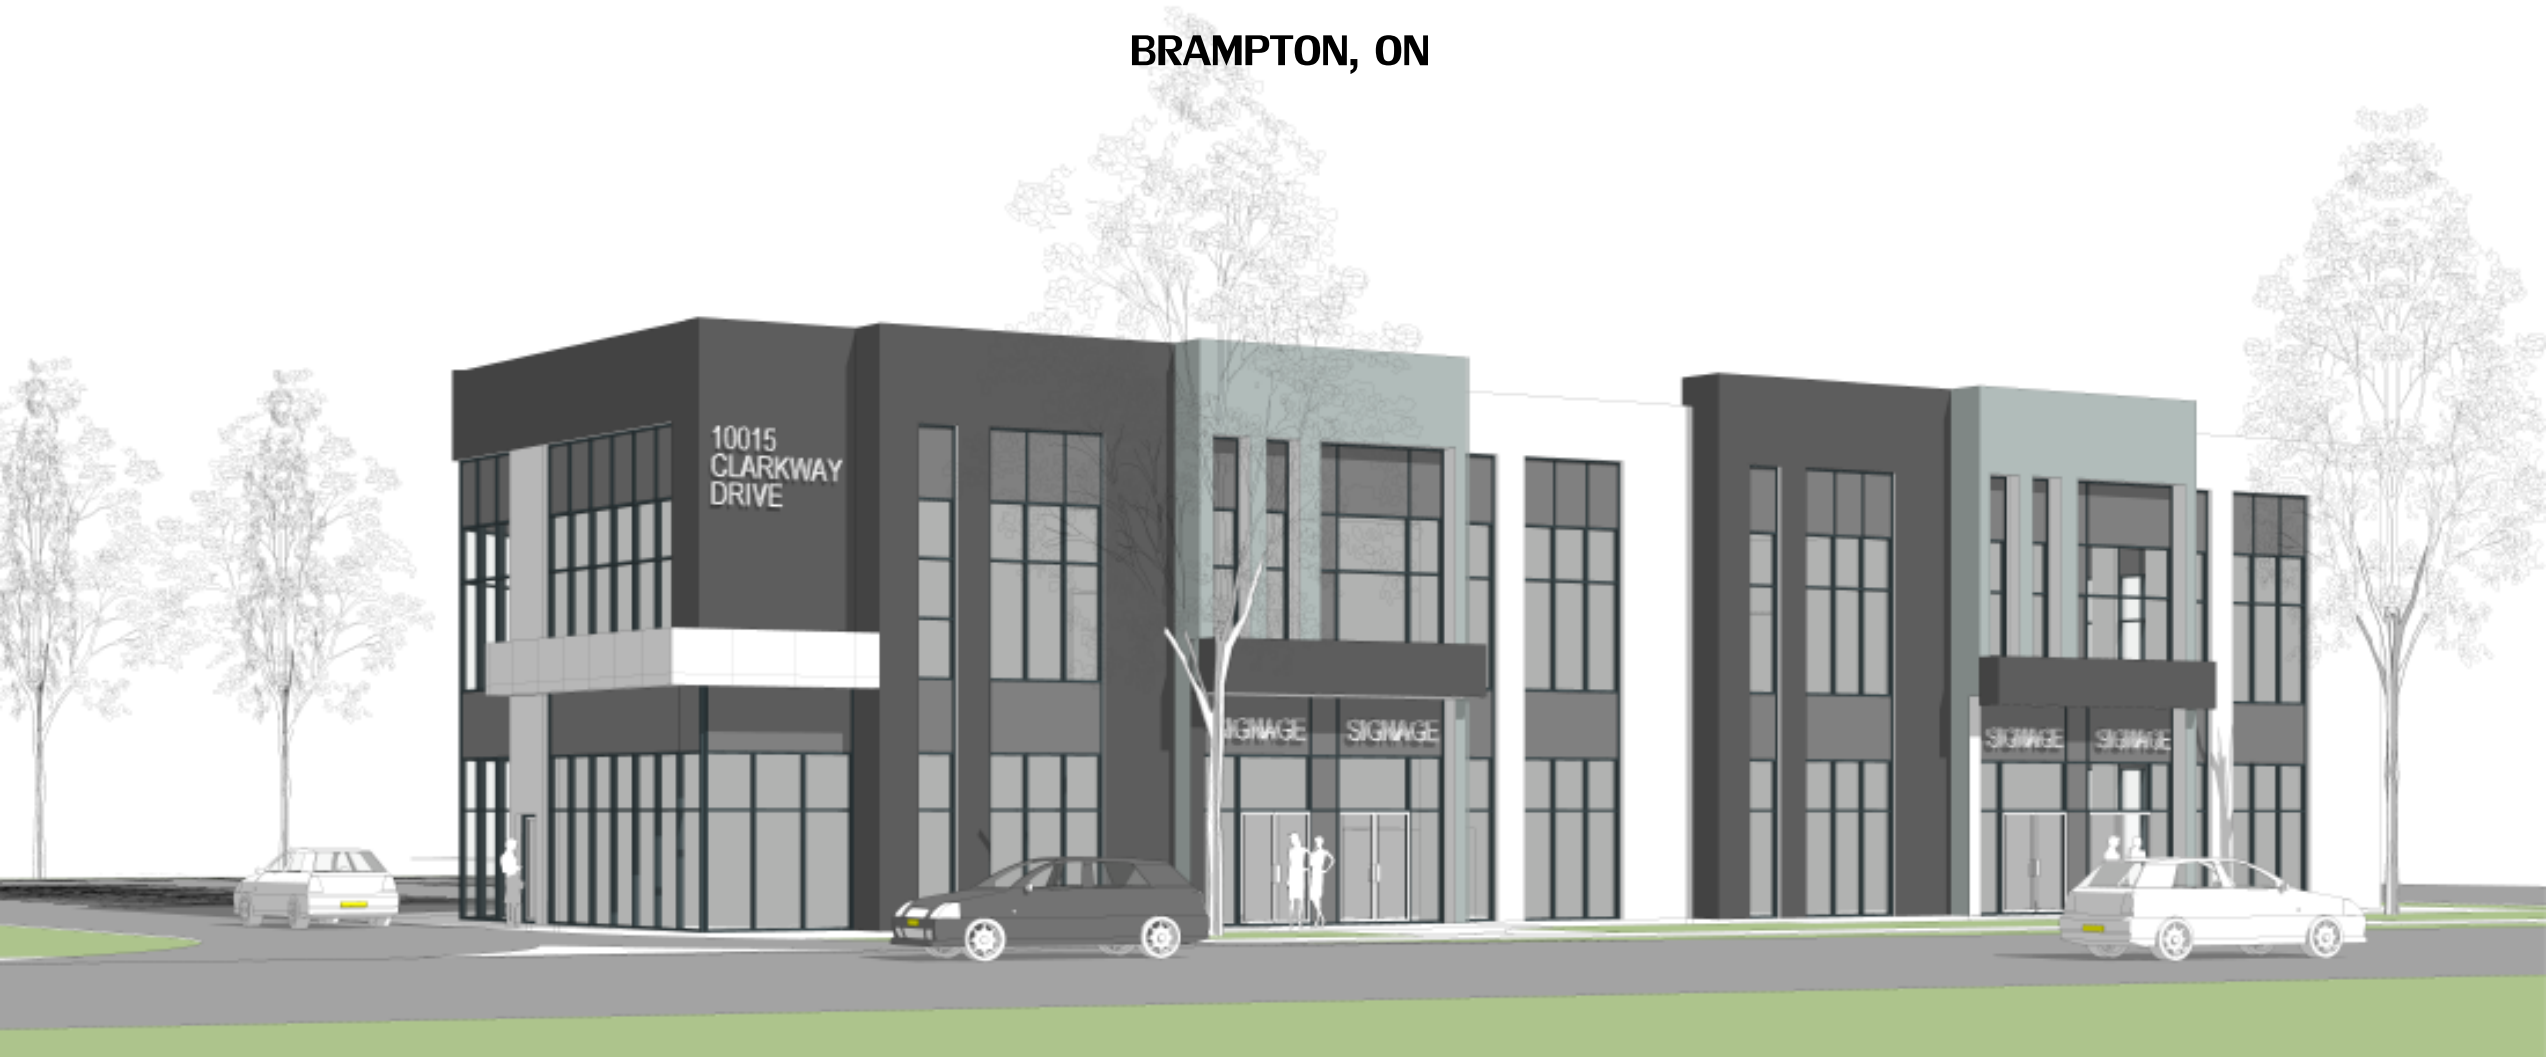 BRAMPTON, ON
10015
CLARKWAY
DRIVE
SIGNAGE SIGNAGE
SIGNAGE SIGNAGE